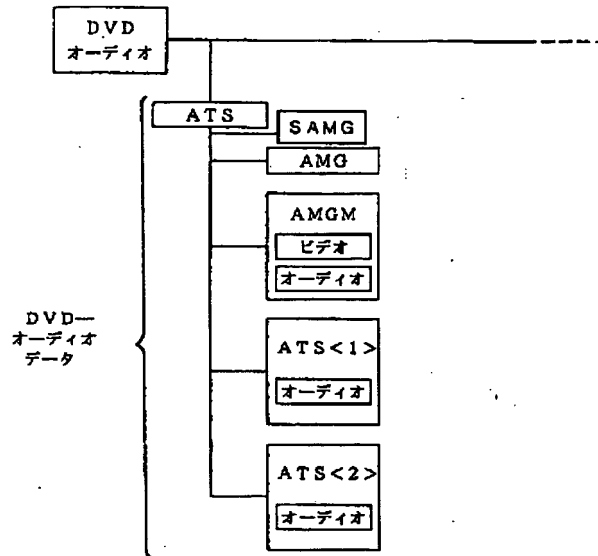 DVD
オーディオ
ATS
SAMG
AMG
AMGM
ビデオ
オーディオ
DVD―
オーディオ
データ
ATS<1>
オーディオ
ATS<2>
オーディオ